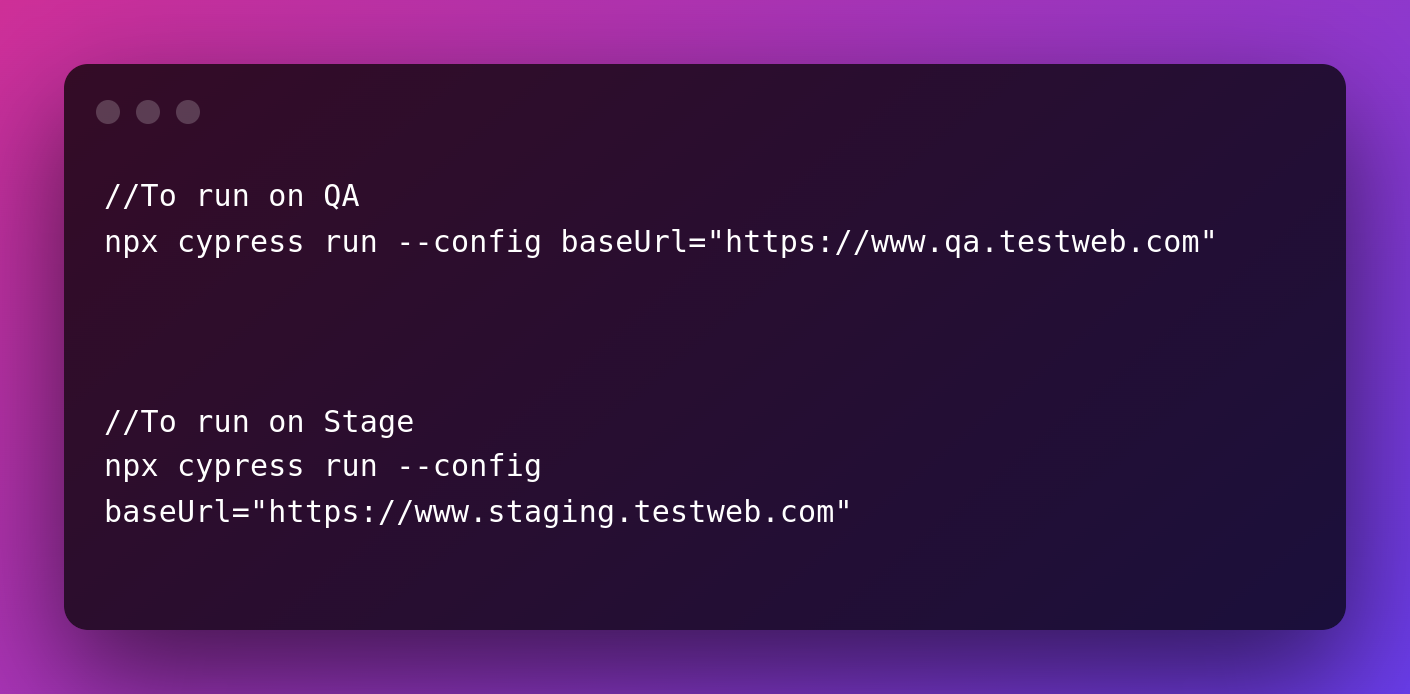 //To run on QA
npx cypress run --config baseUrl="https://www.qa.testweb.com"
//To run on Stage
npx cypress run --config
baseUrl="https://www.staging.testweb.com"